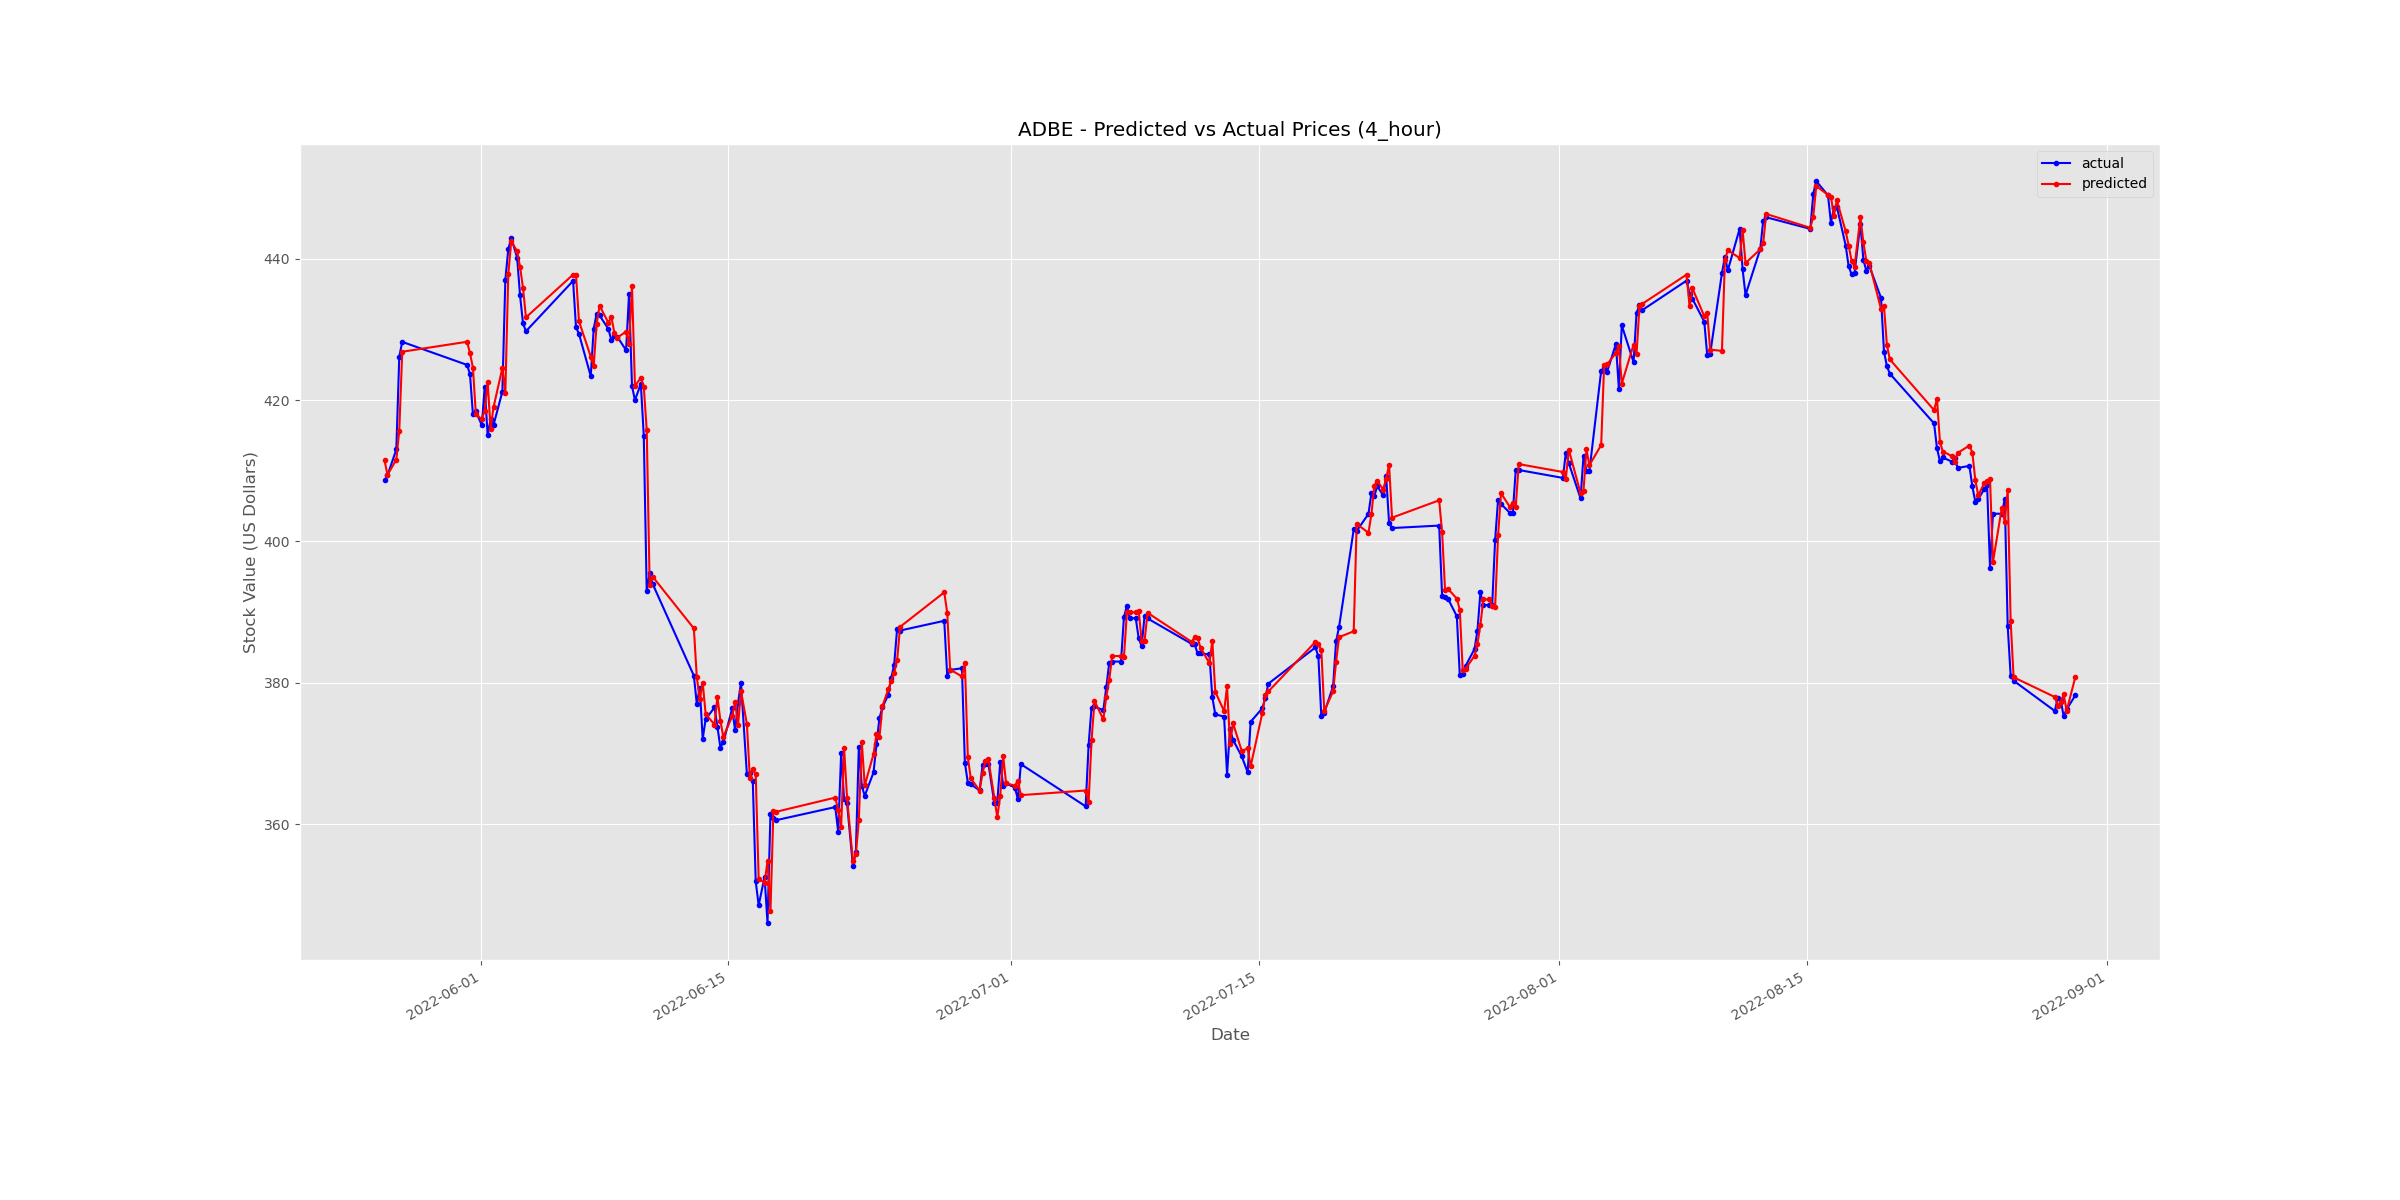 ADBE - Predicted vs Actual Prices (4_hour)
actual
predicted
Stock Value (US Dollars)
440
420
400
380
360
2022-06-01
2022-06-15
2022-07-01
2022-07-15
2022-08-01
2022-08-15
2022-09-01
Date